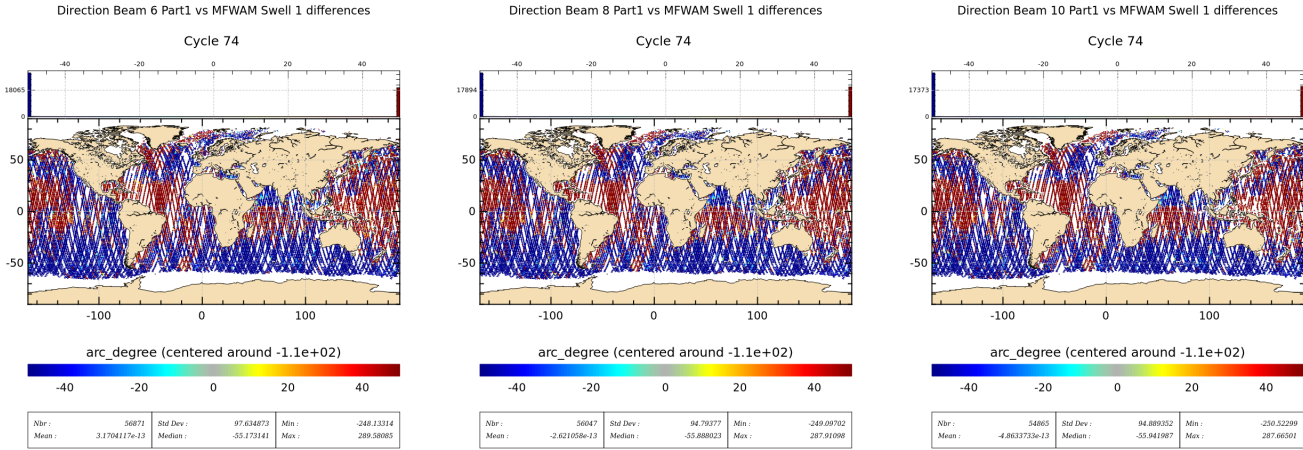 Direction Beam 6 Part1 vs MFWAM Swell 1 differences
Cycle 74
-40 -20 0 20 40
18065
0
50
0
-50
-100 0 100
arc_degree (centered around -1.1e+02)
-40 -20 0 20 40
Nbr : 56871 Std Dev : 97.634873 Min : -248.13314
Mean : 3.1704117e-13 Median : -55.173141 Max : 289.58085
Direction Beam 8 Part1 vs MFWAM Swell 1 differences
Cycle 74
-40 -20 0 20 40
17894
0
50
0
-50
-100 0 100
arc_degree (centered around -1.1e+02)
-40 -20 0 20 40
Nbr : 56047 Std Dev : 94.79377 Min : -249.09702
Mean : -2.621058e-13 Median : -55.888023 Max : 287.91098
Direction Beam 10 Part1 vs MFWAM Swell 1 differences
Cycle 74
-40 -20 0 20 40
17373
0
50
0
-50
-100 0 100
arc_degree (centered around -1.1e+02)
-40 -20 0 20 40
Nbr : 54865 Std Dev : 94.889352 Min : -250.52299
Mean : -4.8633733e-13 Median : -55.941987 Max : 287.66501